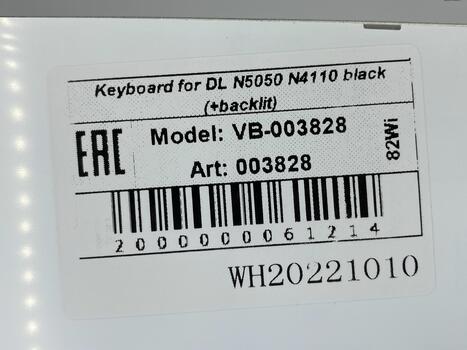 Keyboard for DL N5050 N4110 black
(+backlit)
EAC
Model: VB-003828
Art: 003828
82Wi
2000000061214
WH20221010